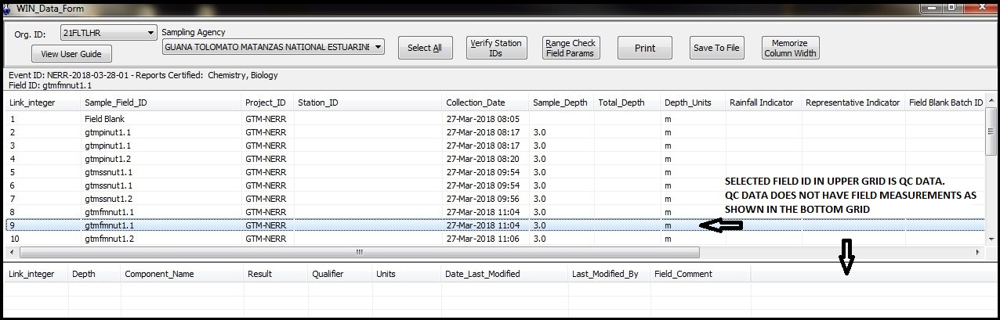 WIN_Data_Form
Org. ID: 21FLTLHR Sampling Agency
GUANA TOLOMATO MATANZAS NATIONAL ESTUARINE
View User Guide Select All Verify Station IDs Range Check Field Params Print Save To File Memorize Column Width
Event ID: NERR-2018-03-28-01 - Reports Certified: Chemistry, Biology
Field ID: gtmfmnut1.1
Link_integer Sample_Field_ID Project_ID Station_ID Collection_Date Sample_Depth Total_Depth Depth_Units Rainfall Indicator Representative Indicator Field Blank Batch ID
1 Field Blank GTM-NERR 27-Mar-2018 08:05 m
2 gtmpinut1.1 GTM-NERR 27-Mar-2018 08:17 3.0 m
3 gtmpinut1.1 GTM-NERR 27-Mar-2018 08:17 3.0 m
4 gtmpinut1.2 GTM-NERR 27-Mar-2018 08:20 3.0 m
5 gtmssnut1.1 GTM-NERR 27-Mar-2018 09:54 3.0 m
6 gtmssnut1.1 GTM-NERR 27-Mar-2018 09:54 3.0 m
7 gtmssnut1.2 GTM-NERR 27-Mar-2018 09:56 3.0 m
8 gtmfmnut1.1 GTM-NERR 27-Mar-2018 11:04 3.0 m
9 gtmfmnut1.1 GTM-NERR 27-Mar-2018 11:04 3.0 m
10 gtmfmnut1.2 GTM-NERR 27-Mar-2018 11:06 3.0 m
SELECTED FIELD ID IN UPPER GRID IS QC DATA.
QC DATA DOES NOT HAVE FIELD MEASUREMENTS AS
SHOWN IN THE BOTTOM GRID
Link_integer Depth Component_Name Result Qualifier Units Date_Last_Modified Last_Modified_By Field_Comment